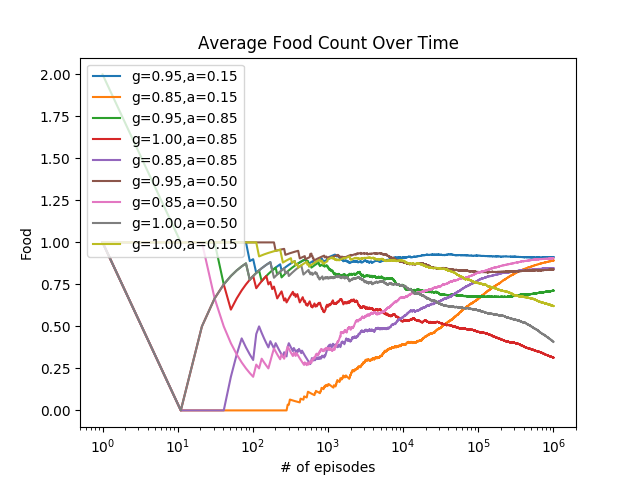 Average Food Count Over Time
2.00
1.75
1.50
1.25
1.00
0.75
0.50
0.25
0.00
Food
g=0.95,a=0.15
g=0.85,a=0.15
g=0.95,a=0.85
g=1.00,a=0.85
g=0.85,a=0.85
g=0.95,a=0.50
g=0.85,a=0.50
g=1.00,a=0.50
g=1.00,a=0.15
10⁰ 10¹ 10² 10³ 10⁴ 10⁵ 10⁶
# of episodes